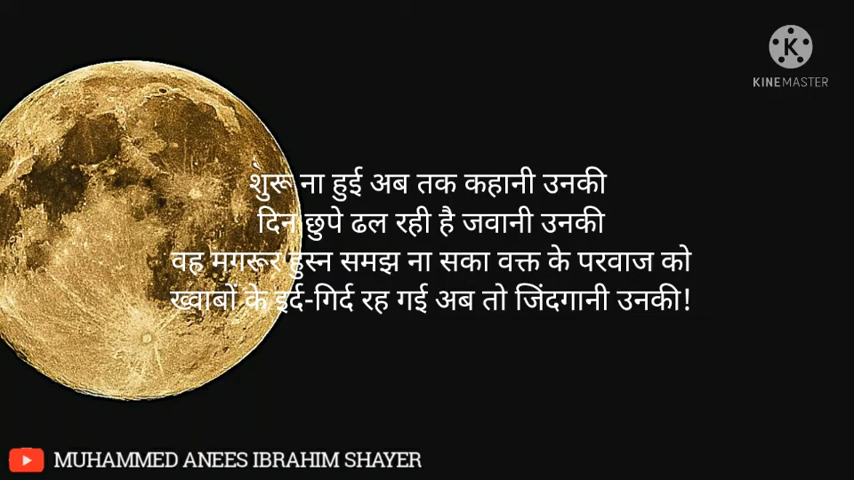 KINEMASTER
शुरू ना हुई अब तक कहानी उनकी
दिन छुपे ढल रही है जवानी उनकी
वह मगरूर हुस्न समझ ना सका वक्त के परवाज को
ख्वाबों के इर्द-गिर्द रह गई अब तो जिंदगानी उनकी!
MUHAMMED ANEES IBRAHIM SHAYER